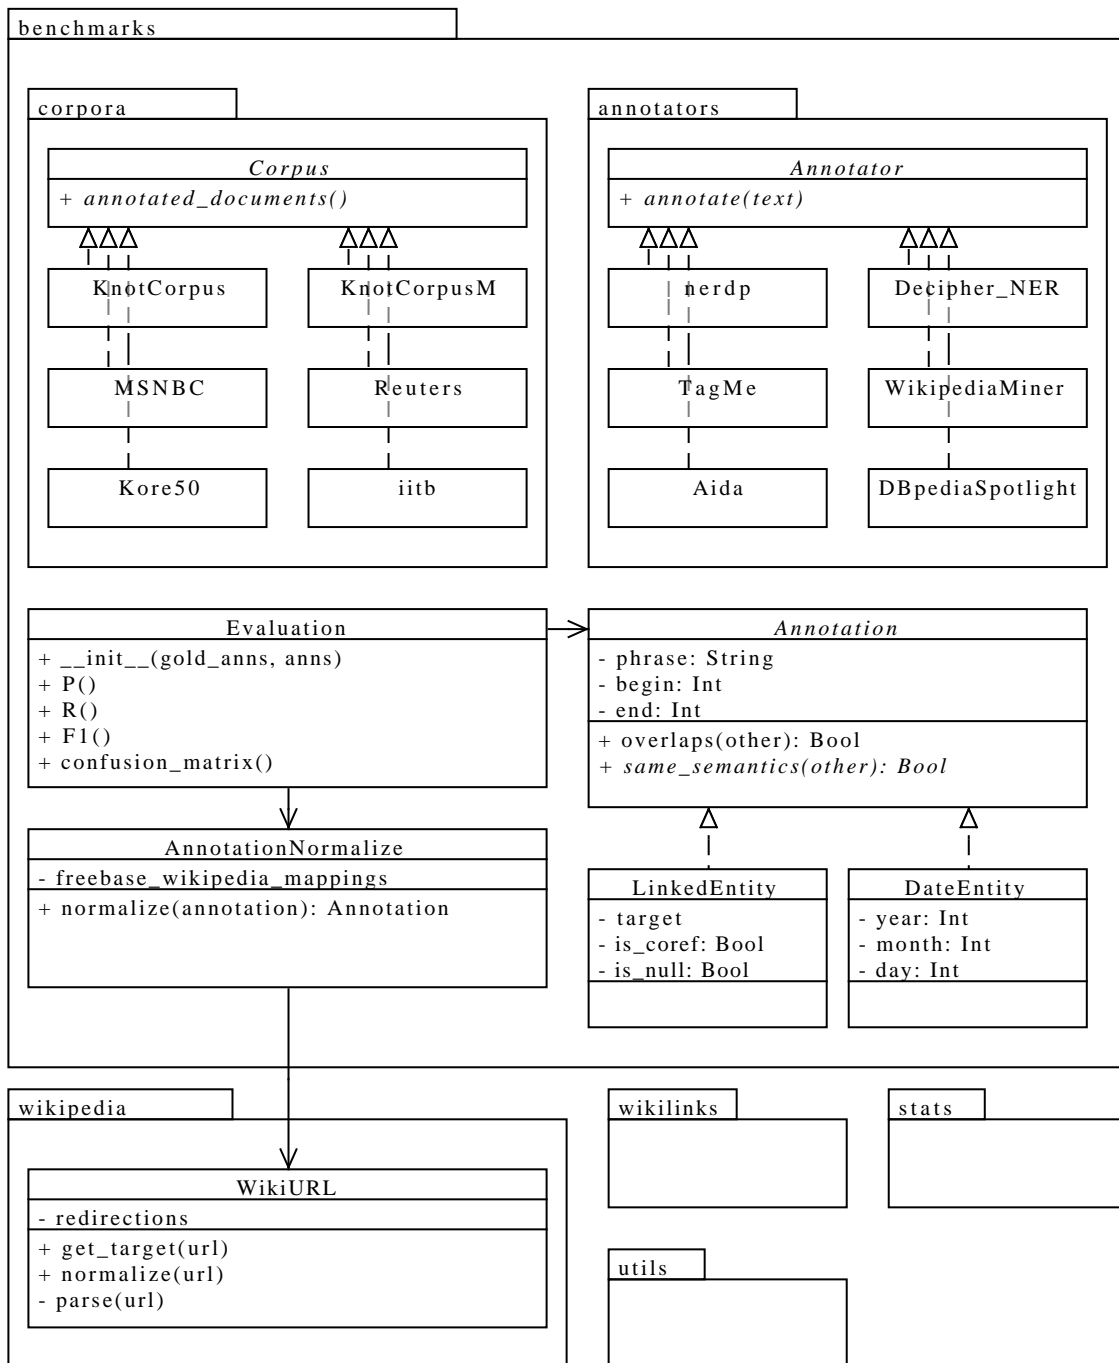 benchmarks
corpora
Corpus
+ annotated_documents()
KnotCorpus
KnotCorpusM
MSNBC
Reuters
Kore50
iitb
annotators
Annotator
+ annotate(text)
nerdp
Decipher_NER
TagMe
WikipediaMiner
Aida
DBpediaSpotlight
Evaluation
+ __init__(gold_anns, anns)
+ P()
+ R()
+ F1()
+ confusion_matrix()
Annotation
- phrase: String
- begin: Int
- end: Int
+ overlaps(other): Bool
+ same_semantics(other): Bool
AnnotationNormalize
- freebase_wikipedia_mappings
+ normalize(annotation): Annotation
LinkedEntity
- target
- is_coref: Bool
- is_null: Bool
DateEntity
- year: Int
- month: Int
- day: Int
wikipedia
WikiURL
- redirections
+ get_target(url)
+ normalize(url)
- parse(url)
wikilinks
stats
utils